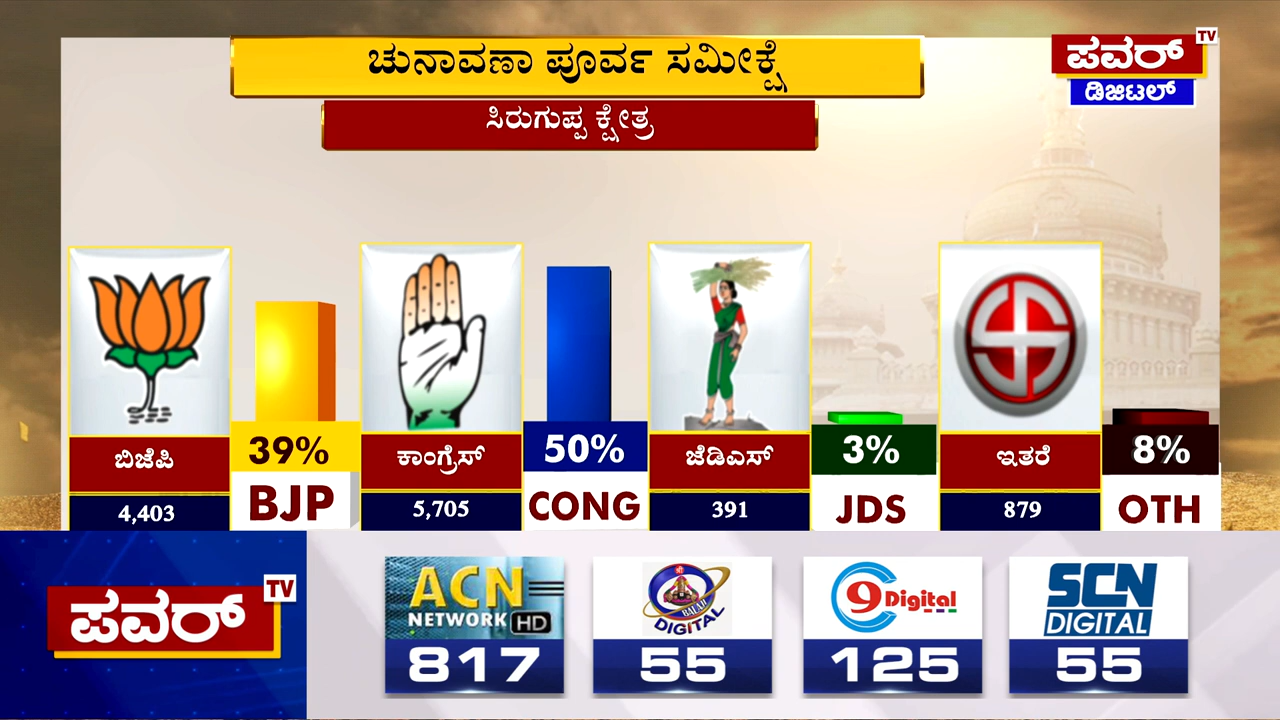 ಚುನಾವಣಾ ಪೂರ್ವ ಸಮೀಕ್ಷೆ
ಸಿರುಗುಪ್ಪ ಕ್ಷೇತ್ರ
ಪವರ್ TV
ಡಿಜಿಟಲ್
ಬಿಜೆಪಿ
4,403
39%
BJP
ಕಾಂಗ್ರೆಸ್
5,705
50%
CONG
ಜೆಡಿಎಸ್
391
3%
JDS
ಇತರೆ
879
8%
OTH
ಪವರ್ TV
ACN
NETWORK HD
817
BALAJI
DIGITAL
55
9 Digital
125
SCN
DIGITAL
55